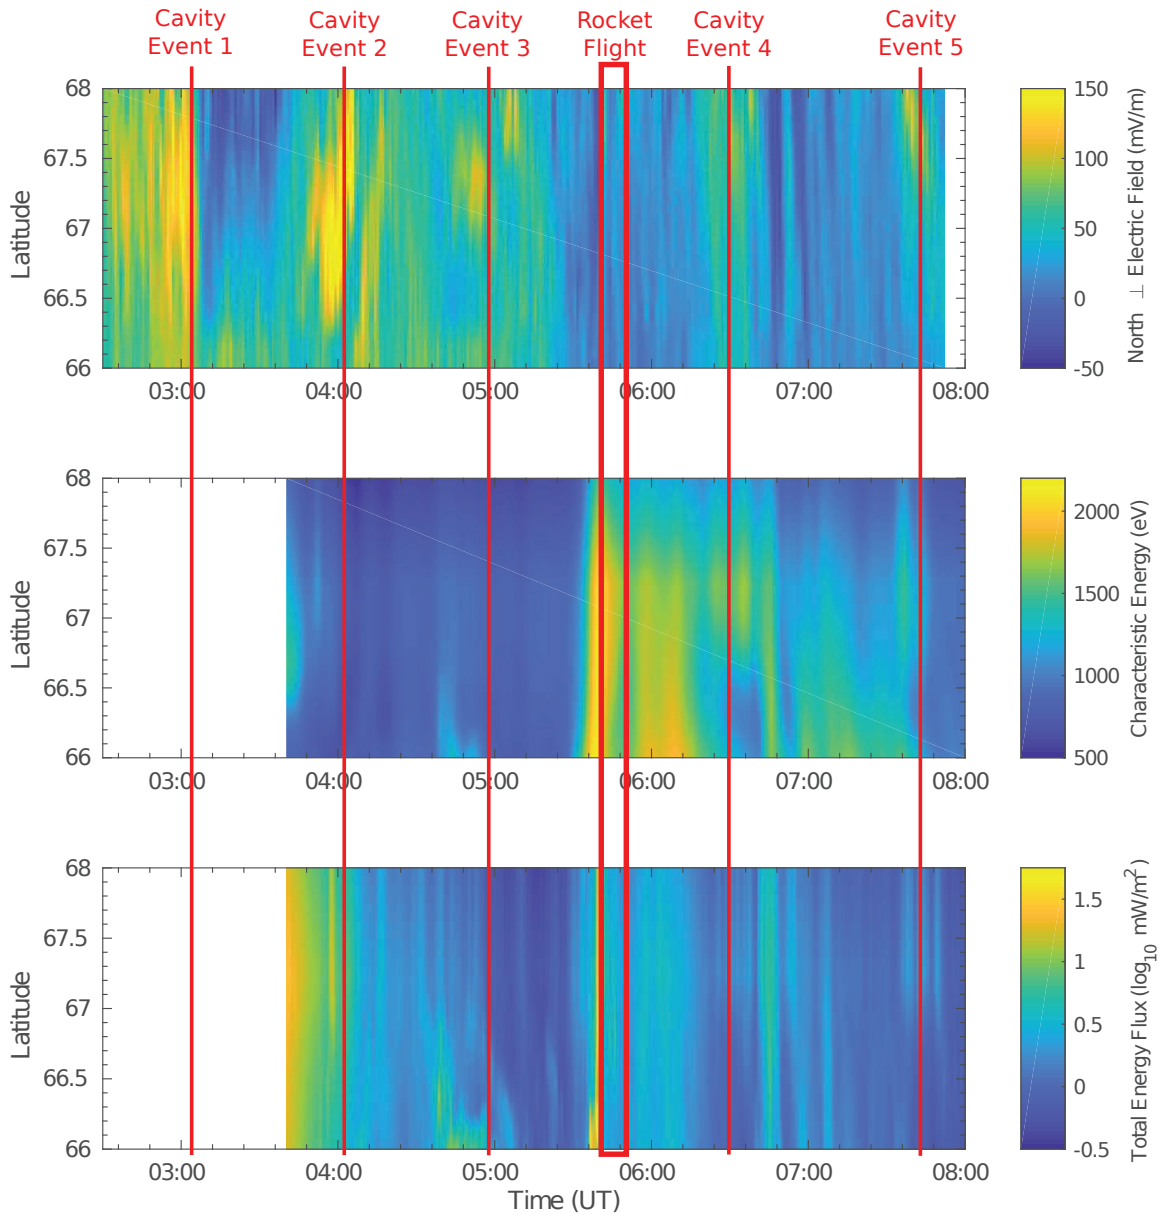 Cavity Event 1
Cavity Event 2
Cavity Event 3
Rocket Flight
Cavity Event 4
Cavity Event 5
68
67.5
67
66.5
66
Latitude
03:00 04:00 05:00 06:00 07:00 08:00
150
100
50
0
-50
North ⊥ Electric Field (mV/m)
68
67.5
67
66.5
66
Latitude
03:00 04:00 05:00 06:00 07:00 08:00
2000
1500
1000
500
Characteristic Energy (eV)
68
67.5
67
66.5
66
Latitude
03:00 04:00 05:00 06:00 07:00 08:00
Time (UT)
1.5
1
0.5
0
-0.5
Total Energy Flux (log₁₀ mW/m²)